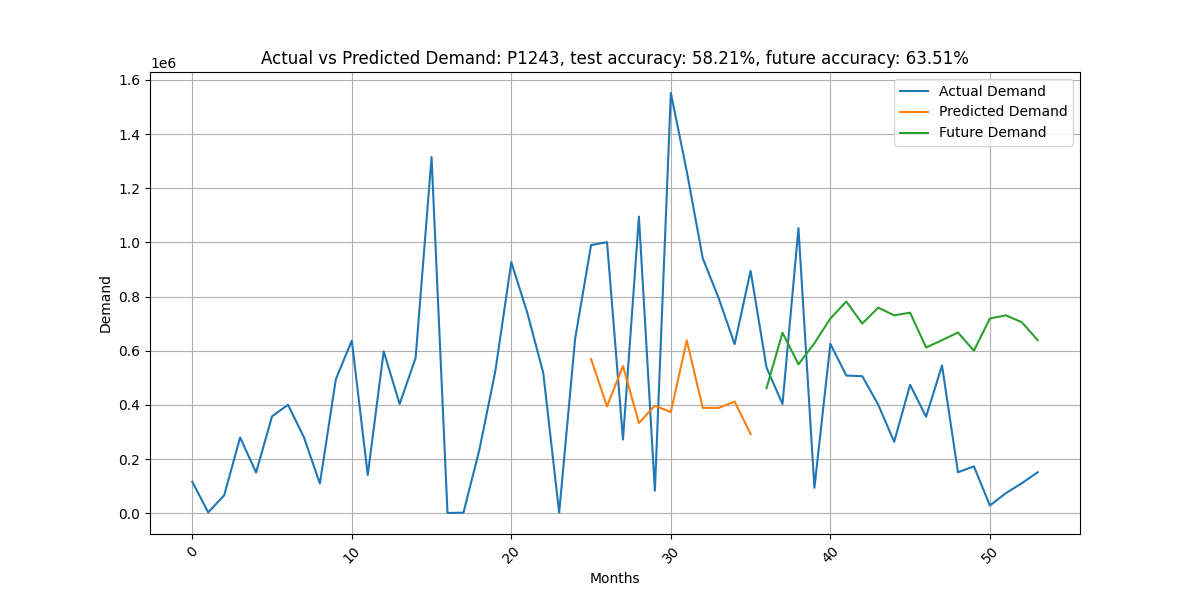 Actual vs Predicted Demand: P1243, test accuracy: 58.21%, future accuracy: 63.51%
1e6
1.6
1.4
1.2
1.0
0.8
0.6
0.4
0.2
0.0
Demand
Actual Demand
Predicted Demand
Future Demand
0
10
20
30
40
50
Months